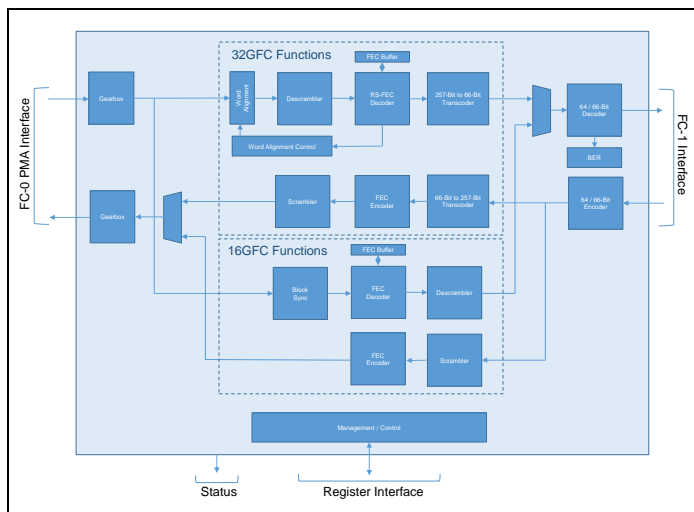 32GFC Functions
FEC Buffer
Gearbox
Word
Alignment
Descrambler
RS-FEC
Decoder
257-Bit to 66-Bit
Transcoder
64 / 66-Bit
Decoder
Word Alignment Control
BER
FC-0 PMA Interface
FC-1 Interface
Gearbox
Scrambler
FEC
Encoder
66-Bit to 257-Bit
Transcoder
64 / 66-Bit
Encoder
16GFC Functions
FEC Buffer
Block
Sync
FEC
Decoder
Descrambler
FEC
Encoder
Scrambler
Management / Control
Status
Register Interface